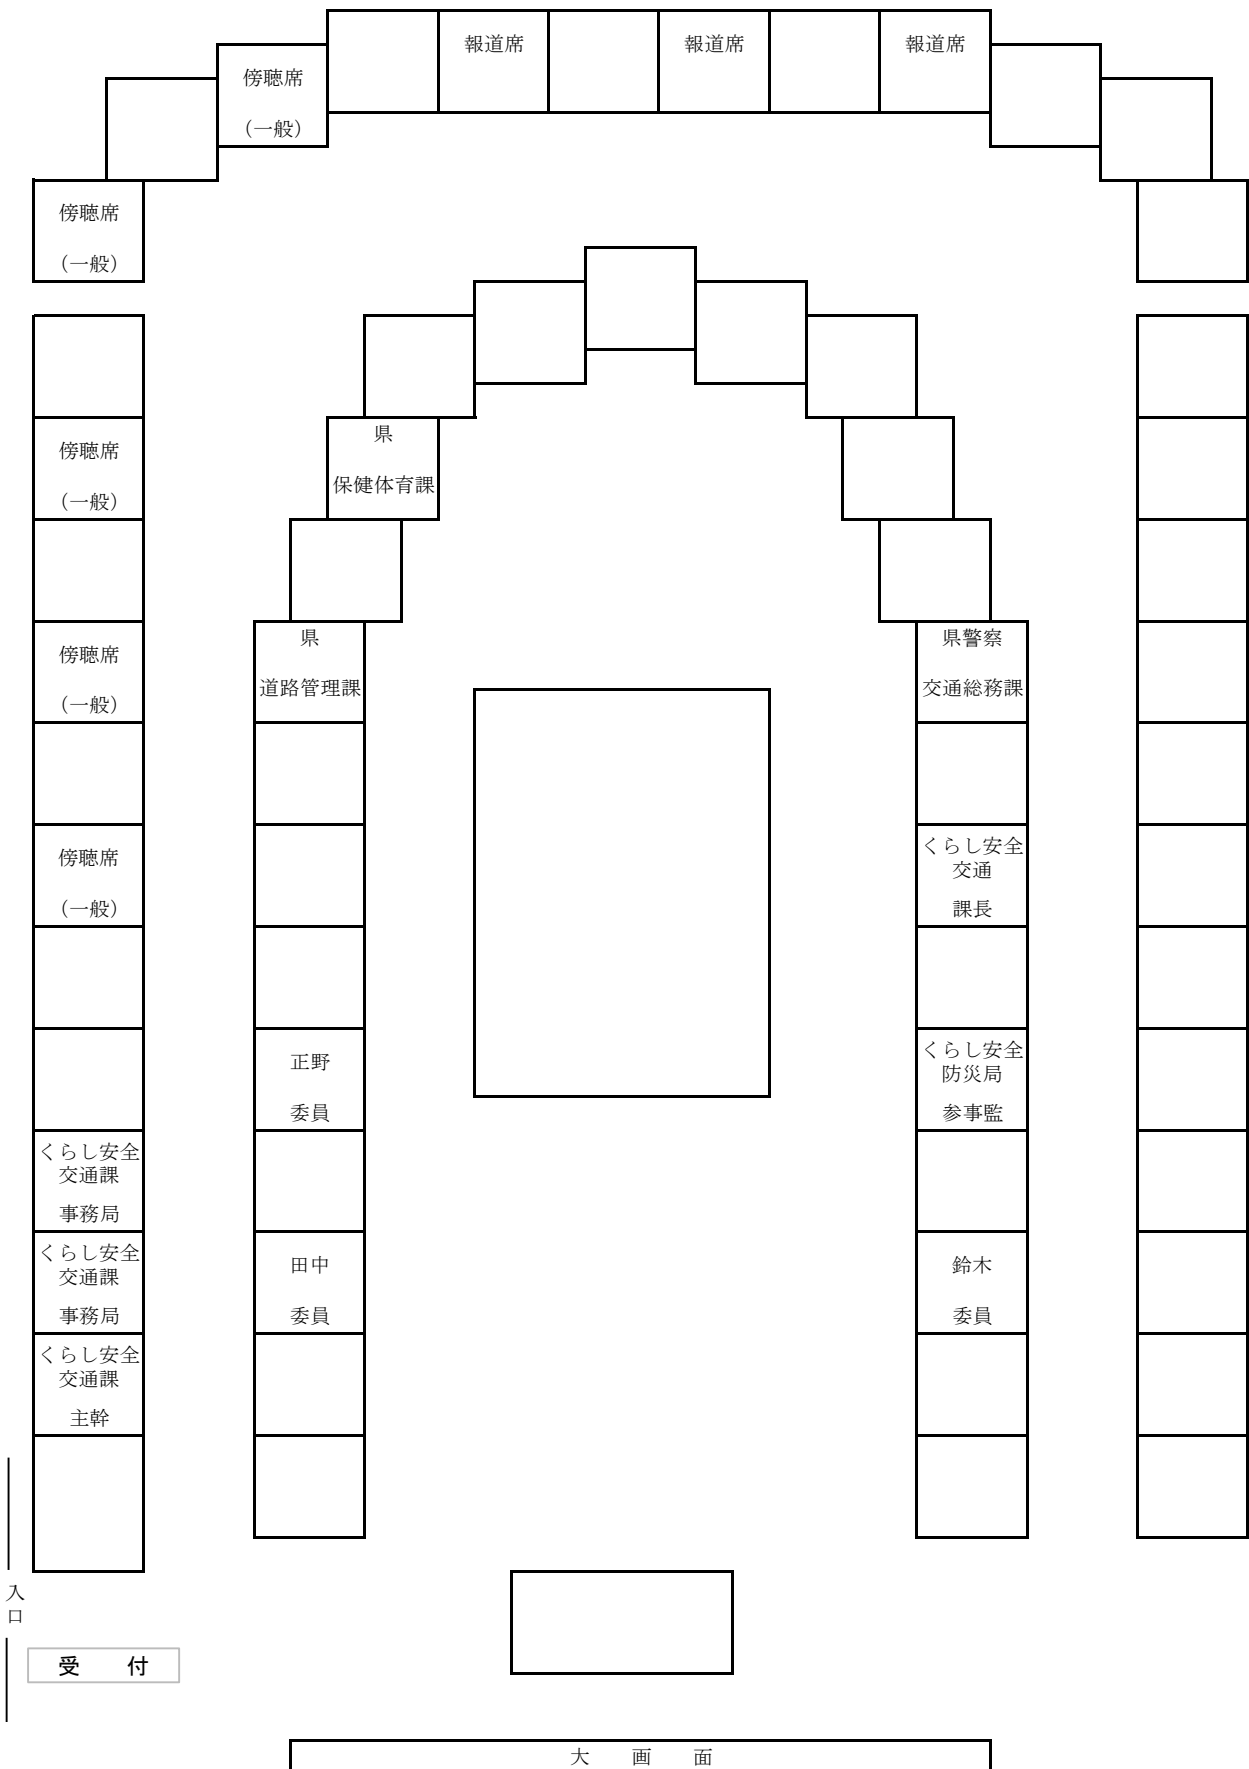 報道席
報道席
報道席
傍聴席
（一般）
傍聴席
（一般）
県
保健体育課
傍聴席
（一般）
県
道路管理課
県警察
交通総務課
傍聴席
（一般）
くらし安全
交通
課長
傍聴席
（一般）
正野
委員
くらし安全
防災局
参事監
くらし安全
交通課
事務局
くらし安全
交通課
事務局
田中
委員
鈴木
委員
くらし安全
交通課
主幹
入
口
受　付
大　画　面